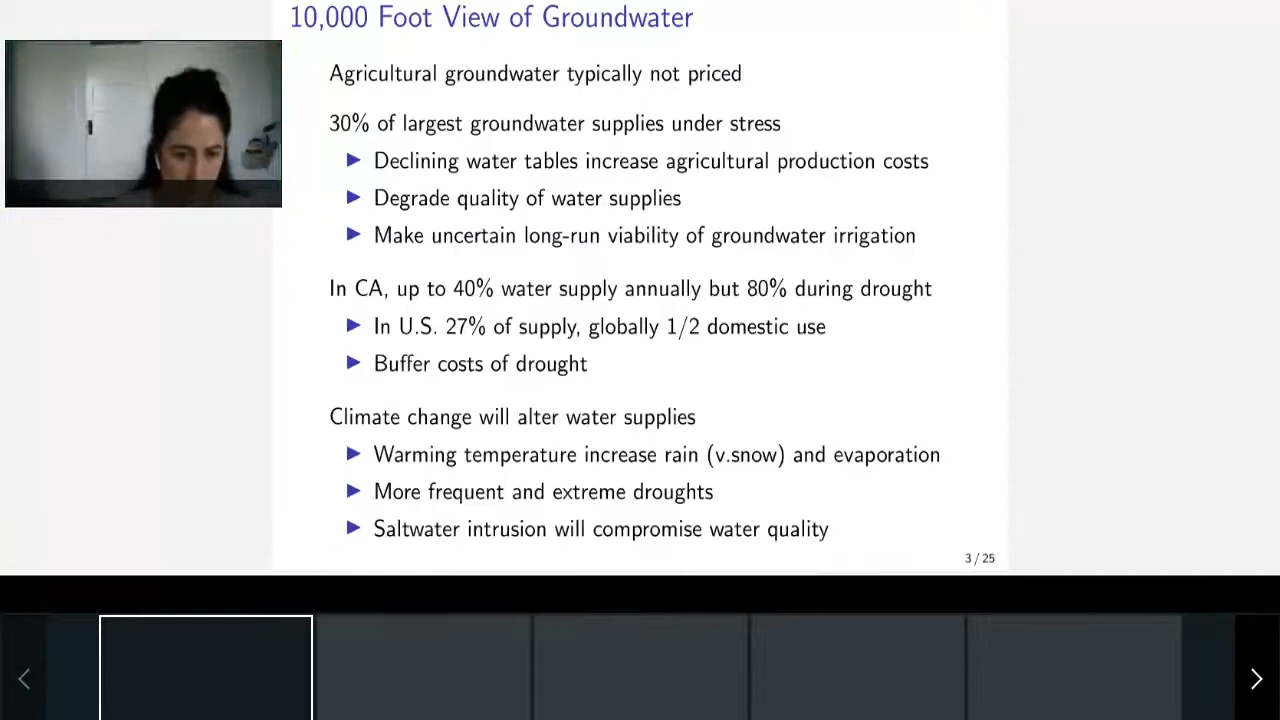 10,000 Foot View of Groundwater
Agricultural groundwater typically not priced
30% of largest groundwater supplies under stress
▶ Declining water tables increase agricultural production costs
▶ Degrade quality of water supplies
▶ Make uncertain long-run viability of groundwater irrigation
In CA, up to 40% water supply annually but 80% during drought
▶ In U.S. 27% of supply, globally 1/2 domestic use
▶ Buffer costs of drought
Climate change will alter water supplies
▶ Warming temperature increase rain (v.snow) and evaporation
▶ More frequent and extreme droughts
▶ Saltwater intrusion will compromise water quality
3 / 25